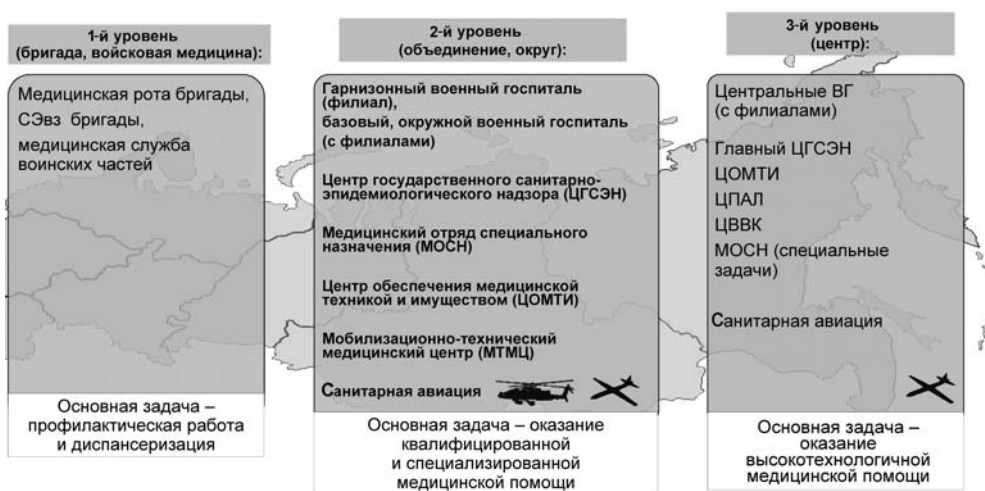 1-й уровень
(бригада, войсковая медицина):
Медицинская рота бригады,
СЭвз бригады,
медицинская служба
воинских частей
Основная задача –
профилактическая работа
и диспансеризация
2-й уровень
(объединение, округ):
Гарнизонный военный госпиталь
(филиал),
базовый, окружной военный госпиталь
(с филиалами)
Центр государственного санитарно-
эпидемиологического надзора (ЦГСЭН)
Медицинский отряд специального
назначения (МОСН)
Центр обеспечения медицинской
техникой и имуществом (ЦОМТИ)
Мобилизационно-технический
медицинский центр (МТМЦ)
Санитарная авиация
Основная задача – оказание
квалифицированной
и специализированной
медицинской помощи
3-й уровень
(центр):
Центральные ВГ
(с филиалами)
Главный ЦГСЭН
ЦОМТИ
ЦПАЛ
ЦВВК
МОСН (специальные
задачи)
Санитарная авиация
Основная задача –
оказание
высокотехнологичной
медицинской помощи